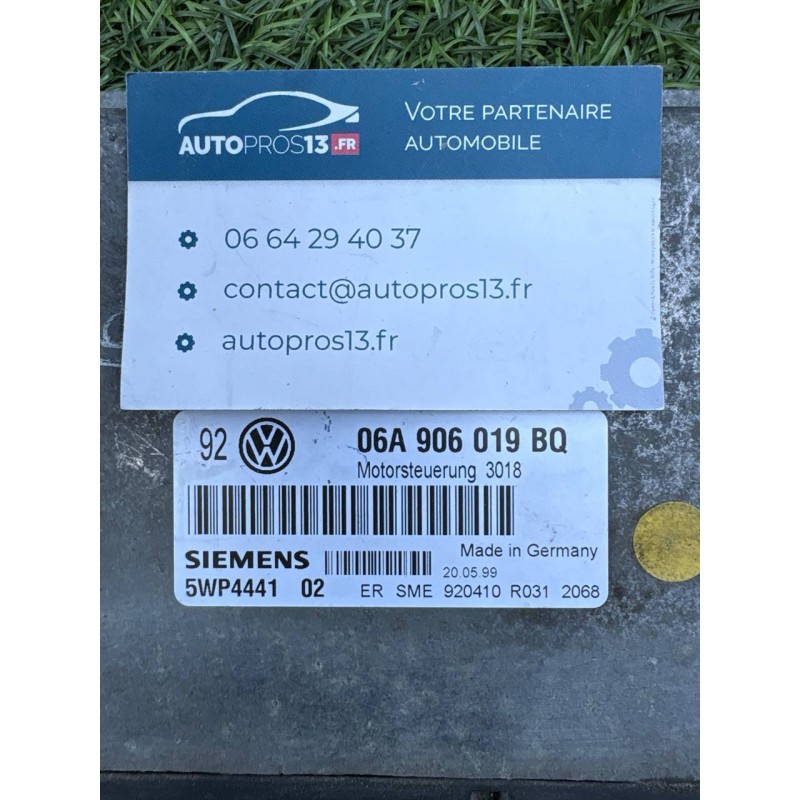 AUTOPROS13.FR
VOTRE PARTENAIRE
AUTOMOBILE
06 64 29 40 37
contact@autopros13.fr
autopros13.fr
92 06A 906 019 BQ
Motorsteuerung 3018
Made in Germany
SIEMENS
20.05.99
5WP4441 02 ER SME 920410 R031 2068